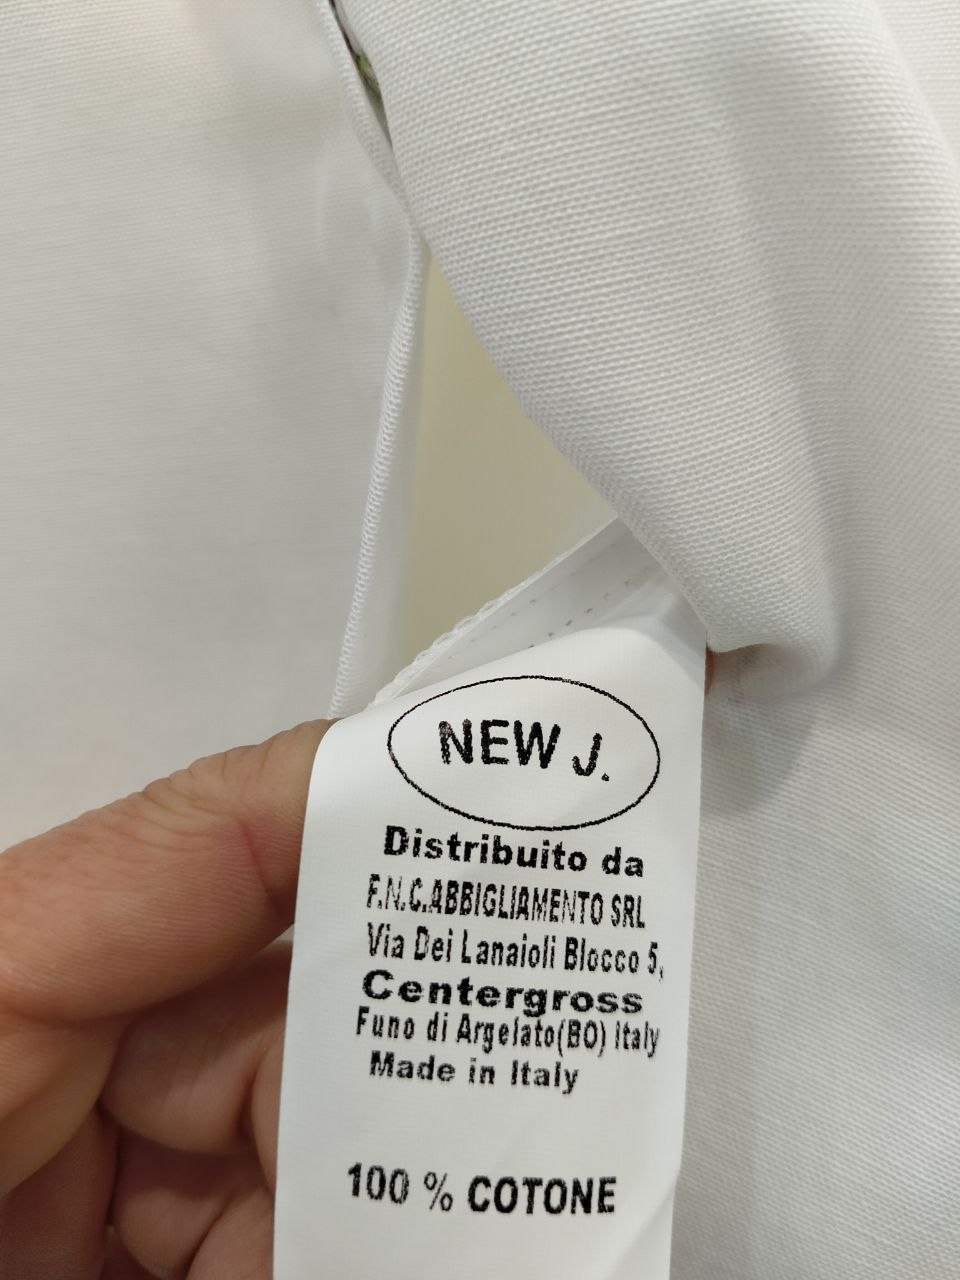 NEW J.
Distribuito da
F.N.C.ABBIGLIAMENTO SRL
Via Dei Lanaioli Blocco 5,
Centergross
Funo di Argelato(BO) Italy
Made in Italy
100 % COTONE